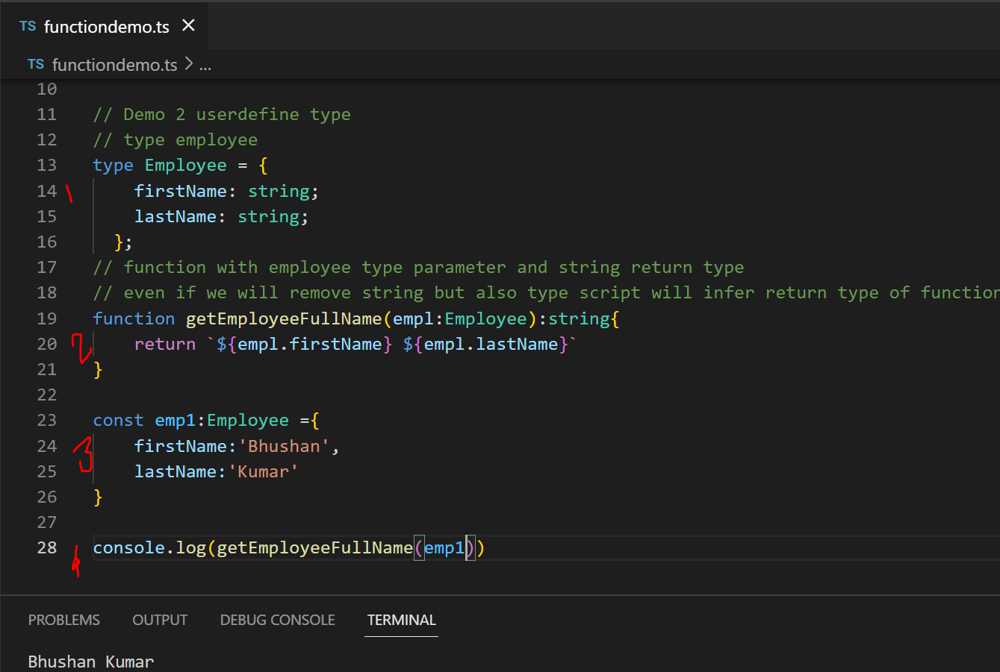 TS functiondemo.ts ×
TS functiondemo.ts > ...
10
11 // Demo 2 userdefine type
12 // type employee
13 type Employee = {
14 firstName: string;
15 lastName: string;
16 };
17 // function with employee type parameter and string return type
18 // even if we will remove string but also type script will infer return type of function
19 function getEmployeeFullName(empl:Employee):string{
20 return `${empl.firstName} ${empl.lastName}`
21 }
22
23 const emp1:Employee ={
24 firstName:'Bhushan',
25 lastName:'Kumar'
26 }
27
28 console.log(getEmployeeFullName(emp1))
1
2
3
PROBLEMS OUTPUT DEBUG CONSOLE TERMINAL
Bhushan Kumar